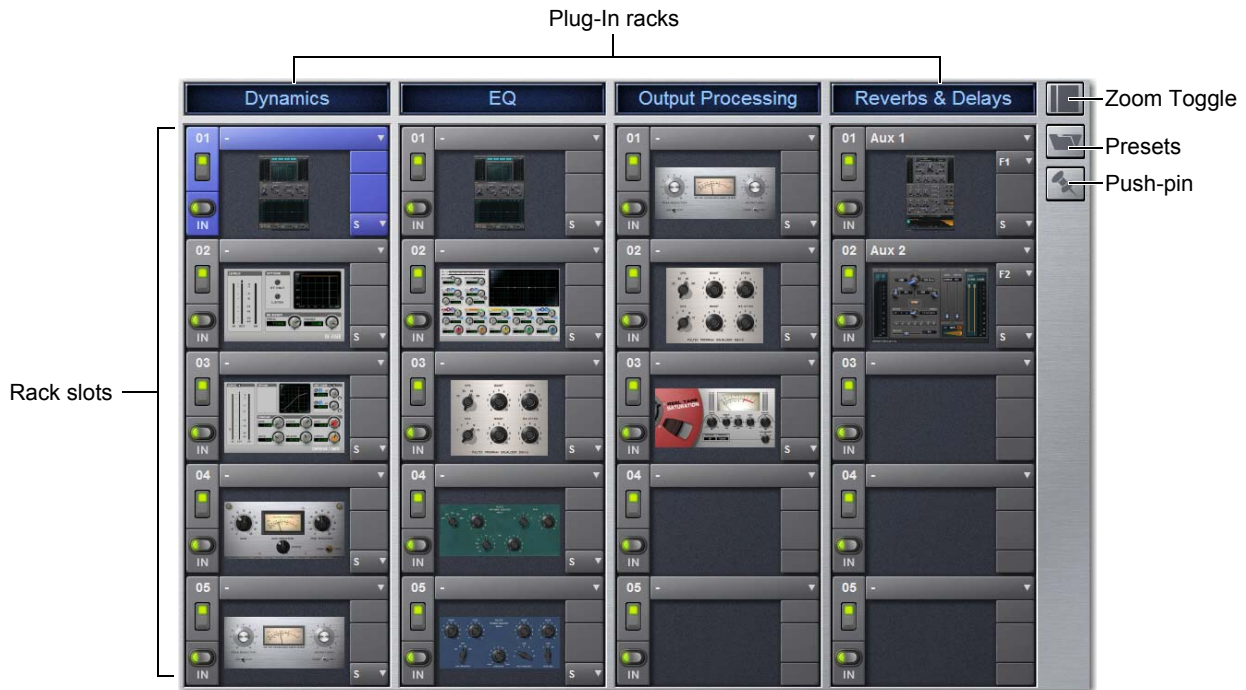 Plug-In racks
Dynamics
EQ
Output Processing
Reverbs & Delays
Zoom Toggle
Presets
Push-pin
Rack slots
01 -
IN
S
01 -
IN
S
01 -
IN
S
01 Aux 1
F1
IN
S
02 -
IN
S
02 -
IN
S
02 -
IN
S
02 Aux 2
F2
IN
S
03 -
IN
S
03 -
IN
S
03 -
REEL TAPE
SATURATION
IN
S
03 -
IN
04 -
IN
S
04 -
IN
S
04 -
IN
04 -
IN
05 -
IN
S
05 -
IN
S
05 -
IN
05 -
IN